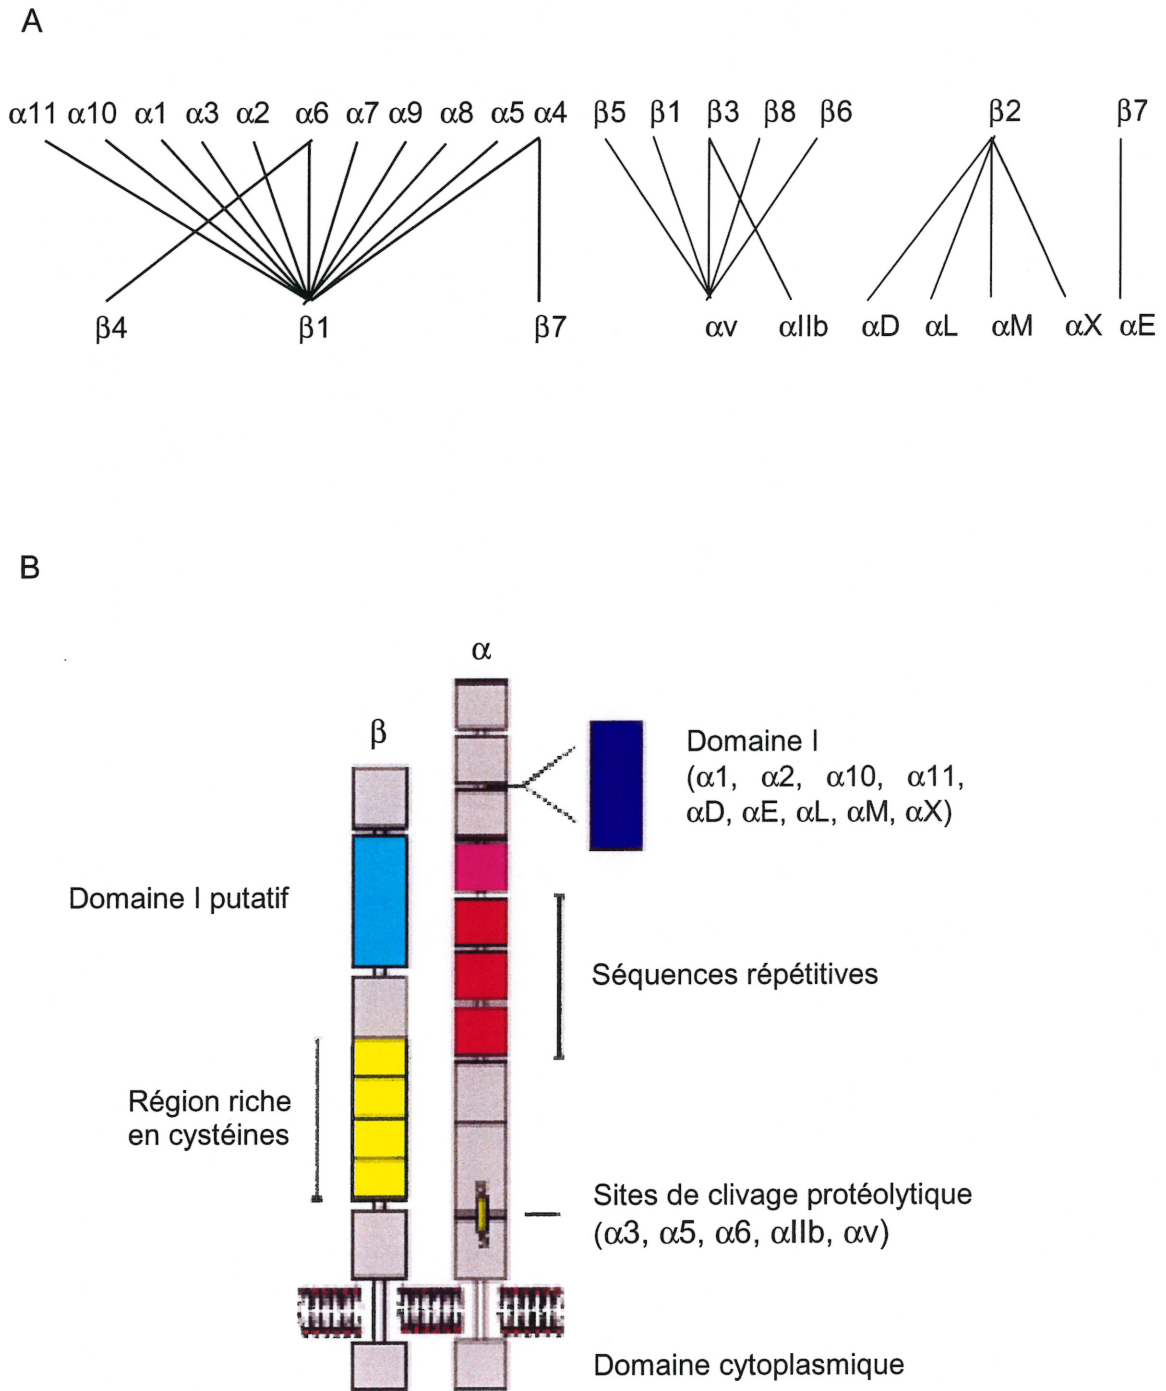 A
α11 α10 α1 α3 α2 α6 α7 α9 α8 α5 α4 β5 β1 β3 β8 β6 β2 β7
β4 β1 β7 αv αIIb αD αL αM αX αE
B
α
β
Domaine I
(α1, α2, α10, α11,
αD, αE, αL, αM, αX)
Domaine I putatif
Séquences répétitives
Région riche
en cystéines
Sites de clivage protéolytique
(α3, α5, α6, αIIb, αv)
Domaine cytoplasmique